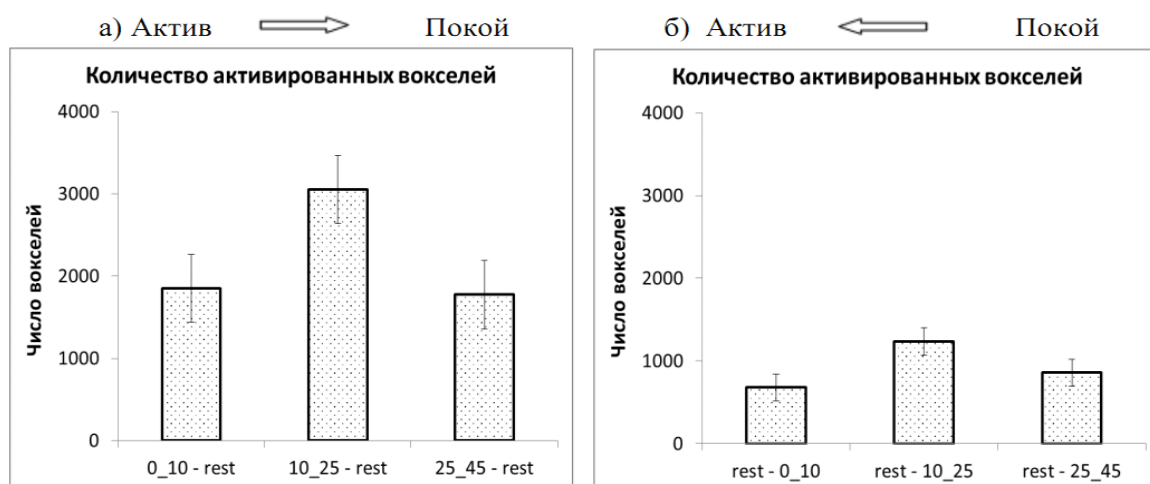 а) Актив Покой
Количество активированных вокселей
Число вокселей
4000
3000
2000
1000
0
0_10 - rest 10_25 - rest 25_45 - rest
б) Актив Покой
Количество активированных вокселей
Число вокселей
4000
3000
2000
1000
0
rest - 0_10 rest - 10_25 rest - 25_45